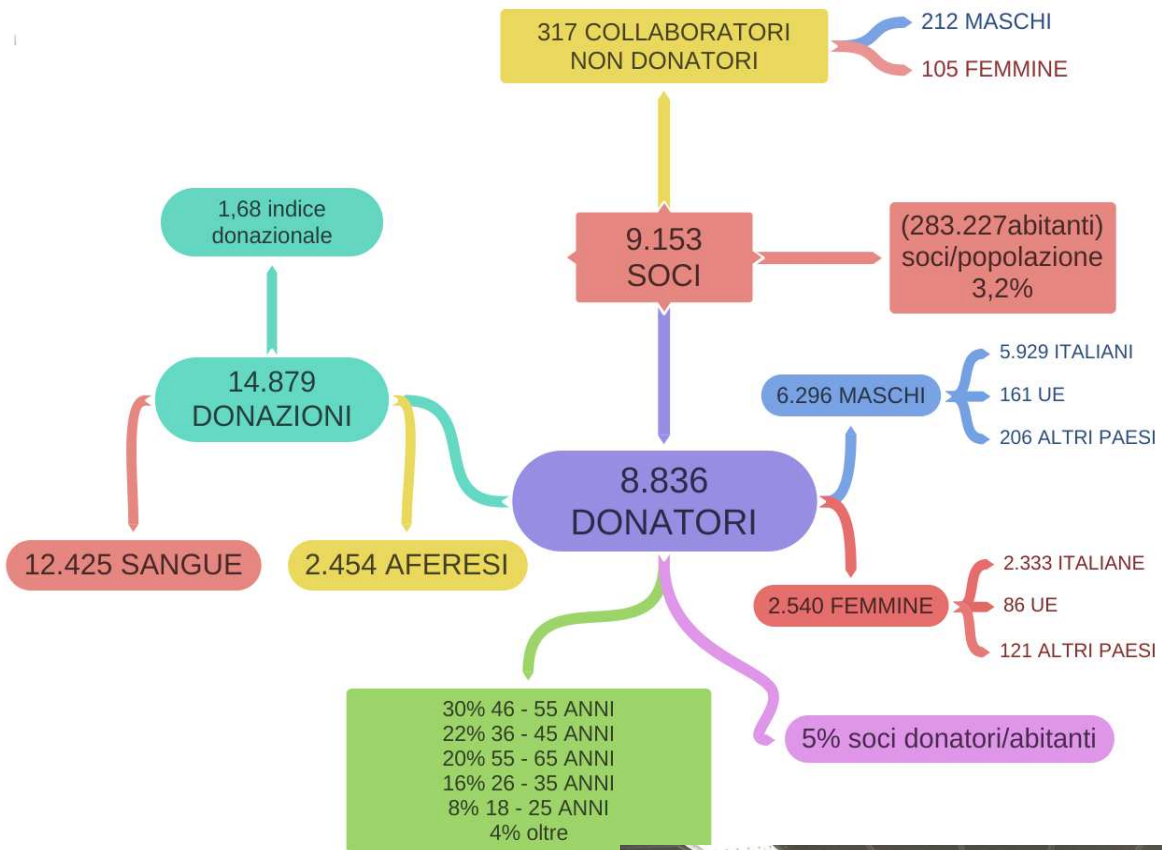 317 COLLABORATORI
NON DONATORI
212 MASCHI
105 FEMMINE
1,68 indice
donazionale
9.153
SOCI
(283.227abitanti)
soci/popolazione
3,2%
14.879
DONAZIONI
12.425 SANGUE
2.454 AFERESI
8.836
DONATORI
6.296 MASCHI
5.929 ITALIANI
161 UE
206 ALTRI PAESI
2.540 FEMMINE
2.333 ITALIANE
86 UE
121 ALTRI PAESI
30% 46 - 55 ANNI
22% 36 - 45 ANNI
20% 55 - 65 ANNI
16% 26 - 35 ANNI
8% 18 - 25 ANNI
4% oltre
5% soci donatori/abitanti